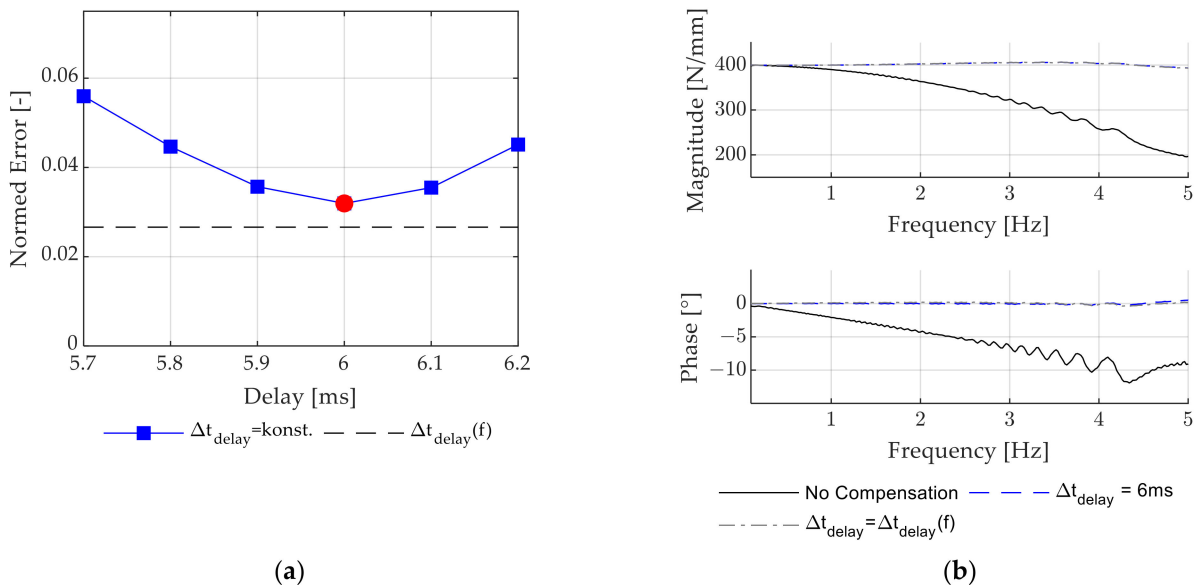 0.06
0.04
0.02
0
Normed Error [-]
5.7 5.8 5.9 6 6.1 6.2
Delay [ms]
Δt_delay=konst. Δt_delay(f)
(a)
400
300
200
Magnitude [N/mm]
1 2 3 4 5
Frequency [Hz]
0
−5
−10
Phase [°]
1 2 3 4 5
Frequency [Hz]
No Compensation Δt_delay = 6ms
Δt_delay=Δt_delay(f)
(b)